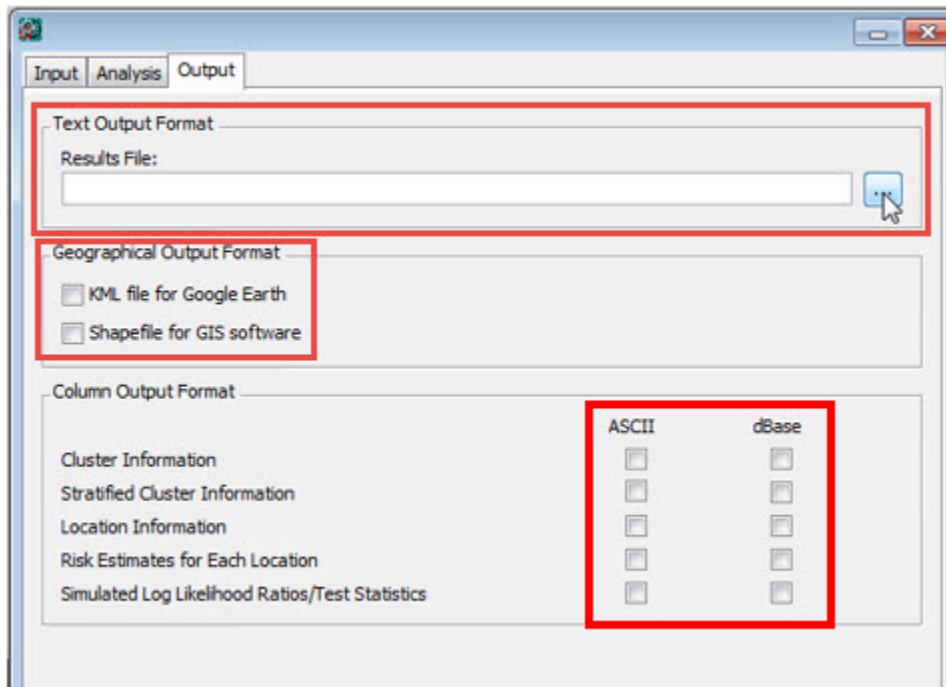 Input Analysis Output
Text Output Format
Results File:
...
Geographical Output Format
KML file for Google Earth
Shapefile for GIS software
Column Output Format
ASCII dBase
Cluster Information
Stratified Cluster Information
Location Information
Risk Estimates for Each Location
Simulated Log Likelihood Ratios/Test Statistics